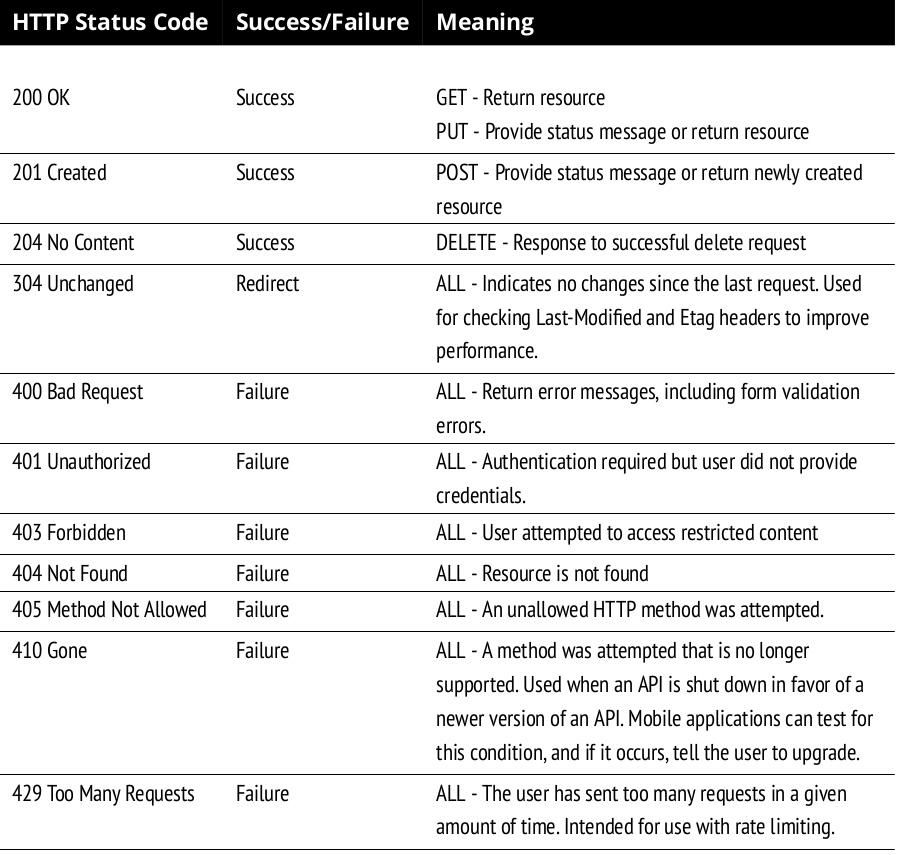 HTTP Status Code Success/Failure Meaning
200 OK Success GET - Return resource
PUT - Provide status message or return resource
201 Created Success POST - Provide status message or return newly created
resource
204 No Content Success DELETE - Response to successful delete request
304 Unchanged Redirect ALL - Indicates no changes since the last request. Used
for checking Last-Modified and Etag headers to improve
performance.
400 Bad Request Failure ALL - Return error messages, including form validation
errors.
401 Unauthorized Failure ALL - Authentication required but user did not provide
credentials.
403 Forbidden Failure ALL - User attempted to access restricted content
404 Not Found Failure ALL - Resource is not found
405 Method Not Allowed Failure ALL - An unallowed HTTP method was attempted.
410 Gone Failure ALL - A method was attempted that is no longer
supported. Used when an API is shut down in favor of a
newer version of an API. Mobile applications can test for
this condition, and if it occurs, tell the user to upgrade.
429 Too Many Requests Failure ALL - The user has sent too many requests in a given
amount of time. Intended for use with rate limiting.